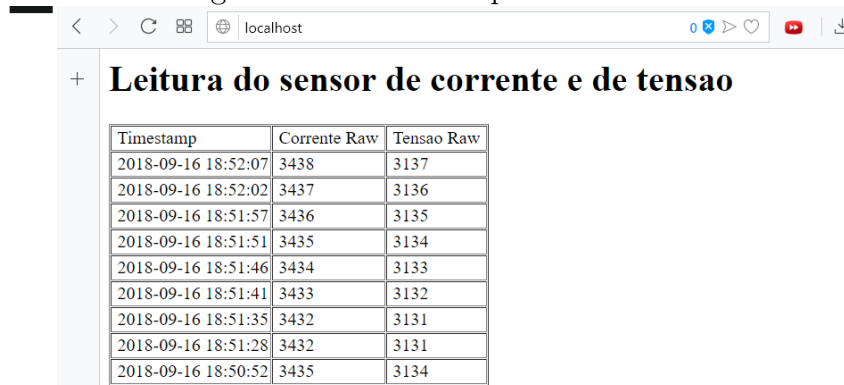 localhost 0
Leitura do sensor de corrente e de tensao
Timestamp Corrente Raw Tensao Raw
2018-09-16 18:52:07 3438 3137
2018-09-16 18:52:02 3437 3136
2018-09-16 18:51:57 3436 3135
2018-09-16 18:51:51 3435 3134
2018-09-16 18:51:46 3434 3133
2018-09-16 18:51:41 3433 3132
2018-09-16 18:51:35 3432 3131
2018-09-16 18:51:28 3432 3131
2018-09-16 18:50:52 3435 3134